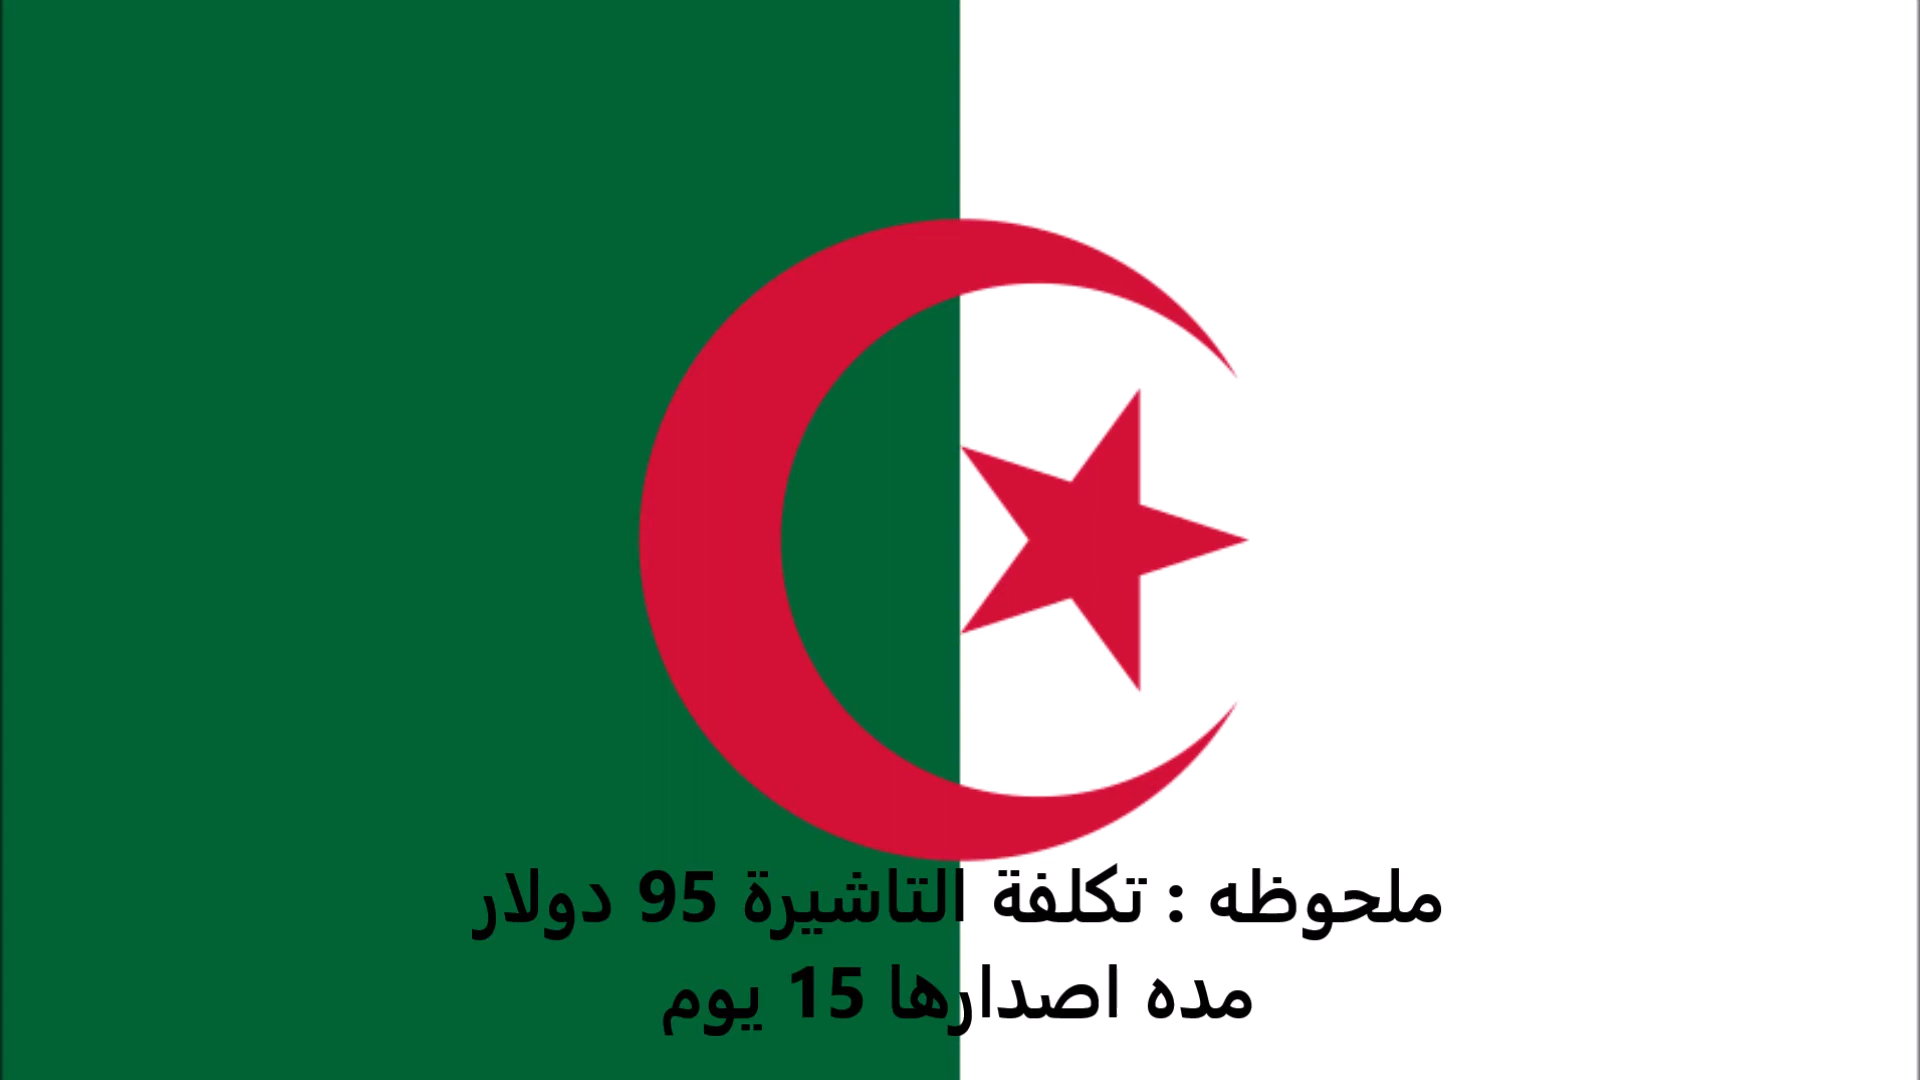 ملحوظه : تكلفة التاشيرة 95 دولار
مده اصدارها 15 يوم